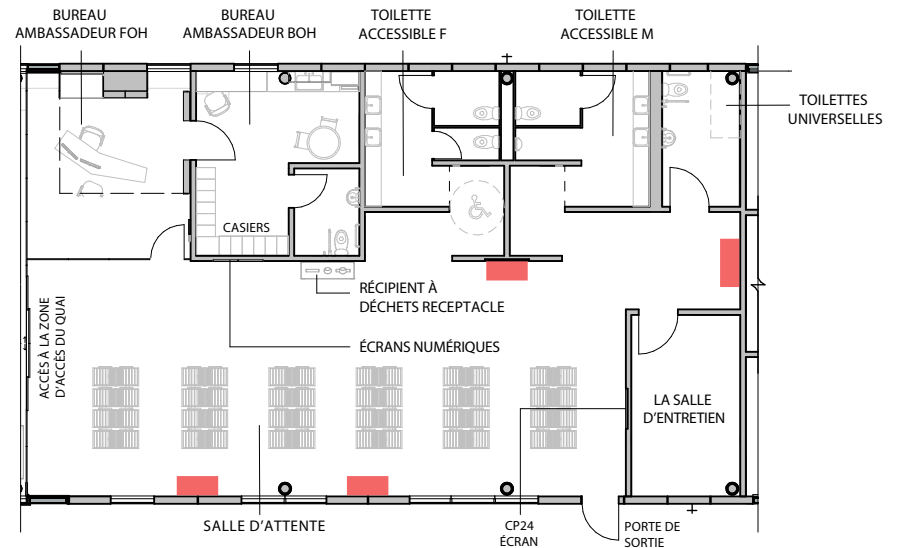 BUREAU
AMBASSADEUR FOH
BUREAU
AMBASSADEUR BOH
TOILETTE
ACCESSIBLE F
TOILETTE
ACCESSIBLE M
TOILETTES
UNIVERSELLES
CASIERS
RÉCIPIENT À
DÉCHETS RECEPTACLE
ÉCRANS NUMÉRIQUES
ACCÈS À LA ZONE
D'ACCÈS DU QUAI
LA SALLE
D'ENTRETIEN
SALLE D'ATTENTE
CP24
ÉCRAN
PORTE DE
SORTIE